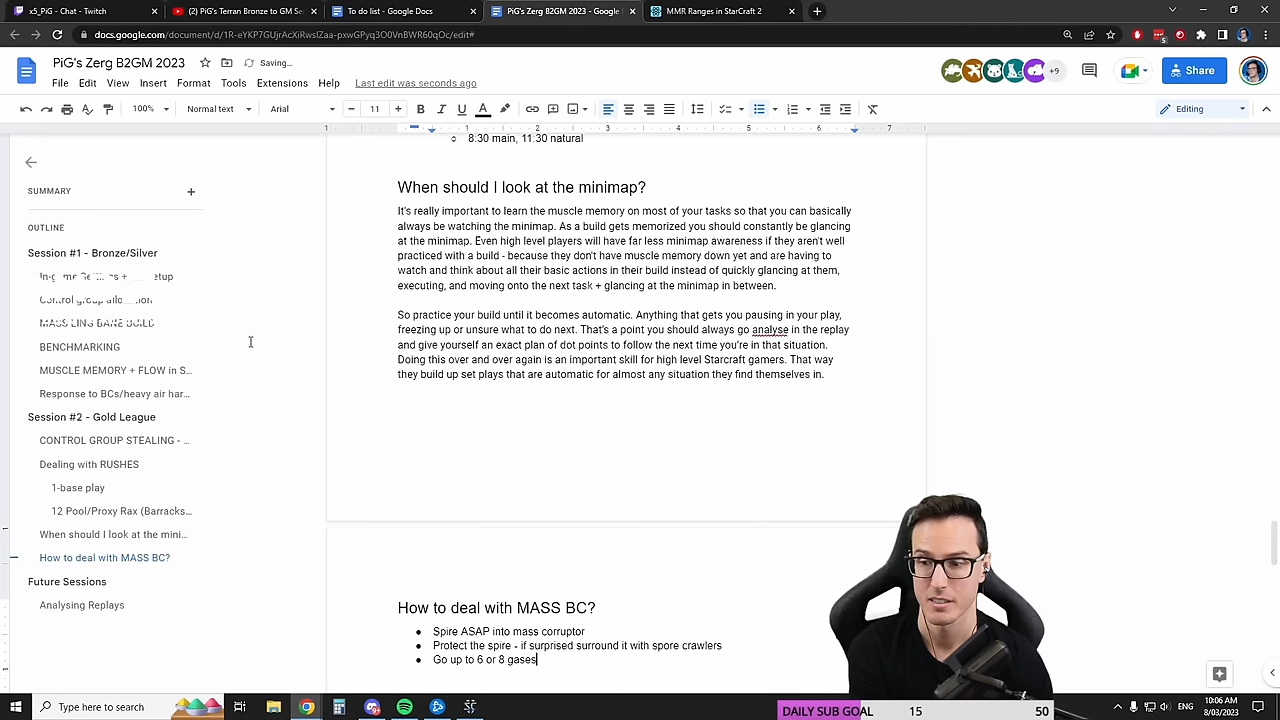 x5_PiG - Chat - Twitch
(2) PiG's Terran Bronze to GM Se
To do list - Google Docs
PiG's Zerg B2GM 2023 - Google
MMR Ranges in StarCraft 2
docs.google.com/document/d/1R-eYKP7GUjrAcXiRwsIZaa-pxwGPyq3O0VnBWR60qOc/edit#
PiG's Zerg B2GM 2023
Saving...
File Edit View Insert Format Tools Extensions Help Last edit was seconds ago
+9
Share
100% Normal text Arial 11 Editing
1 1 2 3 4 5 6 7
8:30 main, 11:30 natural
SUMMARY
OUTLINE
Session #1 - Bronze/Silver
MASS LING BANE BUILD
BENCHMARKING
MUSCLE MEMORY + FLOW in S...
Response to BCs/heavy air har...
Session #2 - Gold League
CONTROL GROUP STEALING - ...
Dealing with RUSHES
1-base play
12 Pool/Proxy Rax (Barracks...
When should I look at the mini...
How to deal with MASS BC?
Future Sessions
Analysing Replays
When should I look at the minimap?
It's really important to learn the muscle memory on most of your tasks so that you can basically
always be watching the minimap. As a build gets memorized you should constantly be glancing
at the minimap. Even high level players will have far less minimap awareness if they aren't well
practiced with a build - because they don't have muscle memory down yet and are having to
watch and think about all their basic actions in their build instead of quickly glancing at them,
executing, and moving onto the next task + glancing at the minimap in between.
So practice your build until it becomes automatic. Anything that gets you pausing in your play,
freezing up or unsure what to do next. That's a point you should always go analyse in the replay
and give yourself an exact plan of dot points to follow the next time you're in that situation.
Doing this over and over again is an important skill for high level Starcraft gamers. That way
they build up set plays that are automatic for almost any situation they find themselves in.
How to deal with MASS BC?
● Spire ASAP into mass corruptor
● Protect the spire - if surprised surround it with spore crawlers
● Go up to 6 or 8 gases
Type here to search
ENG
10:06 AM
8/03/2023
DAILY SUB GOAL 15 50